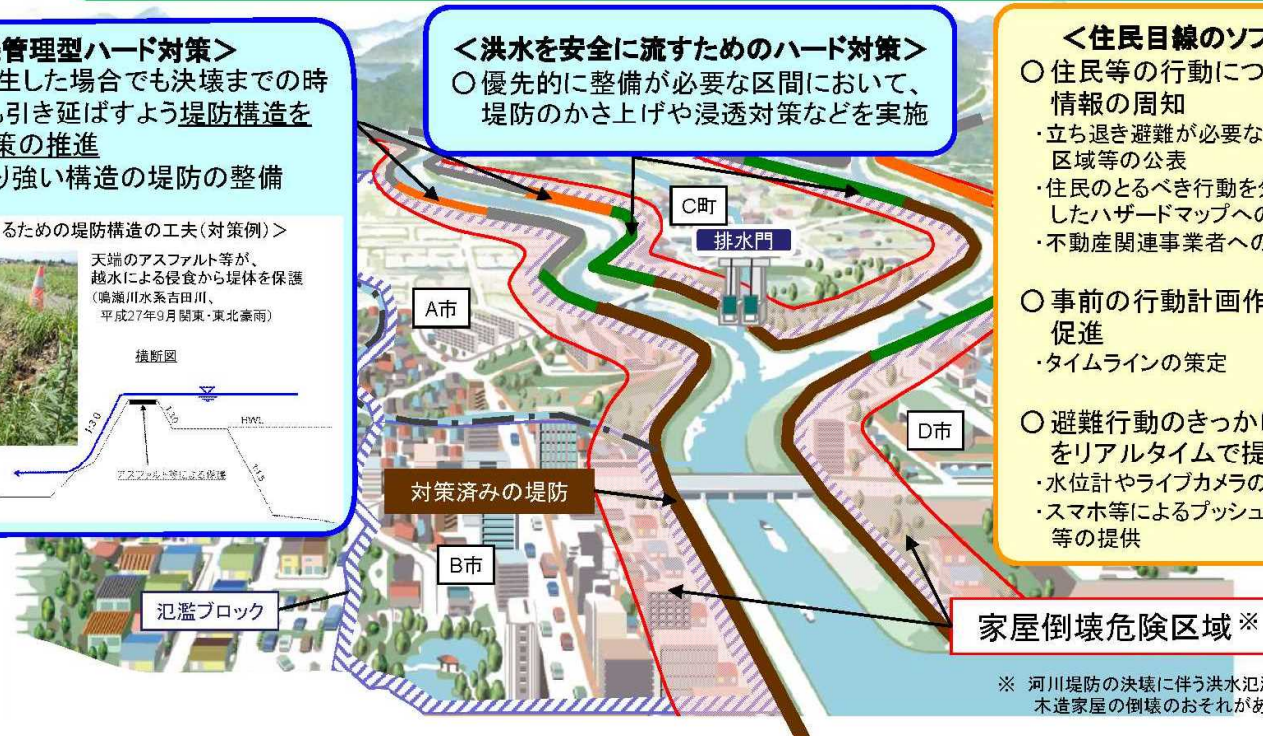 管理型ハード対策＞
生した場合でも決壊までの時
も引き延ばすよう堤防構造を
策の推進
り強い構造の堤防の整備
るための堤防構造の工夫(対策例)＞
天端のアスファルト等が、
越水による侵食から堤体を保護
(鳴瀬川水系吉田川、
平成27年9月関東・東北豪雨)
横断図
1:3.0
1:3.0
HWL
アスファルト等による保護
＜洪水を安全に流すためのハード対策＞
○優先的に整備が必要な区間において、
堤防のかさ上げや浸透対策などを実施
C町
排水門
A市
D市
対策済みの堤防
B市
氾濫ブロック
＜住民目線のソフ
○住民等の行動につ
情報の周知
・立ち退き避難が必要な
区域等の公表
・住民のとるべき行動を
したハザードマップへの
・不動産関連事業者への
○事前の行動計画作
促進
・タイムラインの策定
○避難行動のきっかけ
をリアルタイムで提
・水位計やライブカメラの
・スマホ等によるプッシュ
等の提供
家屋倒壊危険区域※
※ 河川堤防の決壊に伴う洪水氾
木造家屋の倒壊のおそれがあ